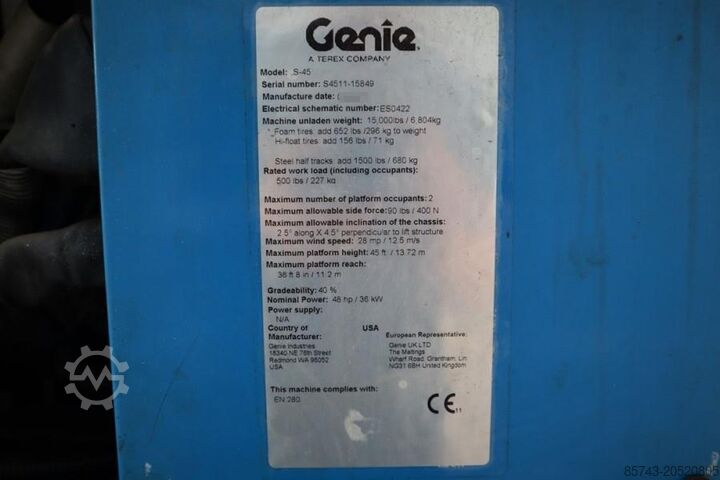 Genie
A TEREX COMPANY
Model: S-45
Serial number: S4511-15849
Manufacture date:
Electrical schematic number: ES0422
Machine unladen weight: 15,000lbs / 6,804kg
*_Foam tires add 652 lbs /296 kg to weight
Hi-float tires add 156 lbs / 71 kg
Steel half tracks add 1500 lbs / 680 kg
Rated work load (including occupants):
500 lbs / 227 kg
Maximum number of platform occupants: 2
Maximum allowable side force: 90 lbs / 400 N
Maximum allowable inclination of the chassis:
2.5° along X 4.5° perpendicular to lift structure
Maximum wind speed: 28 mp / 12.5 m/s
Maximum platform height: 45 ft / 13.72 m
Maximum platform reach:
36 ft 8 in / 11.2 m
Gradeability: 40 %
Nominal Power: 48 hp / 36 kW
Power supply:
N/A
Country of Manufacturer: USA
Genie Industries
18340 NE 76th Street
Redmond WA 98052
USA
European Representative:
Genie UK LTD
The Maltings
Wharf Road, Grantham, Lin
NG31 6BH United Kingdom
This machine complies with:
EN 280
CE 11
85743-20520895